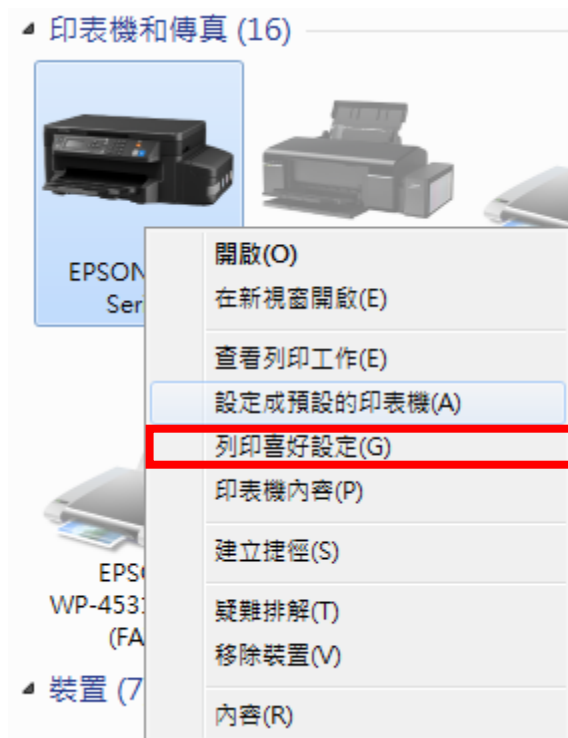 印表機和傳真 (16)
EPSON
Ser
開啟(O)
在新視窗開啟(E)
查看列印工作(E)
設定成預設的印表機(A)
列印喜好設定(G)
印表機內容(P)
建立捷徑(S)
疑難排解(T)
移除裝置(V)
內容(R)
EPS
WP-453
(FA
裝置 (7